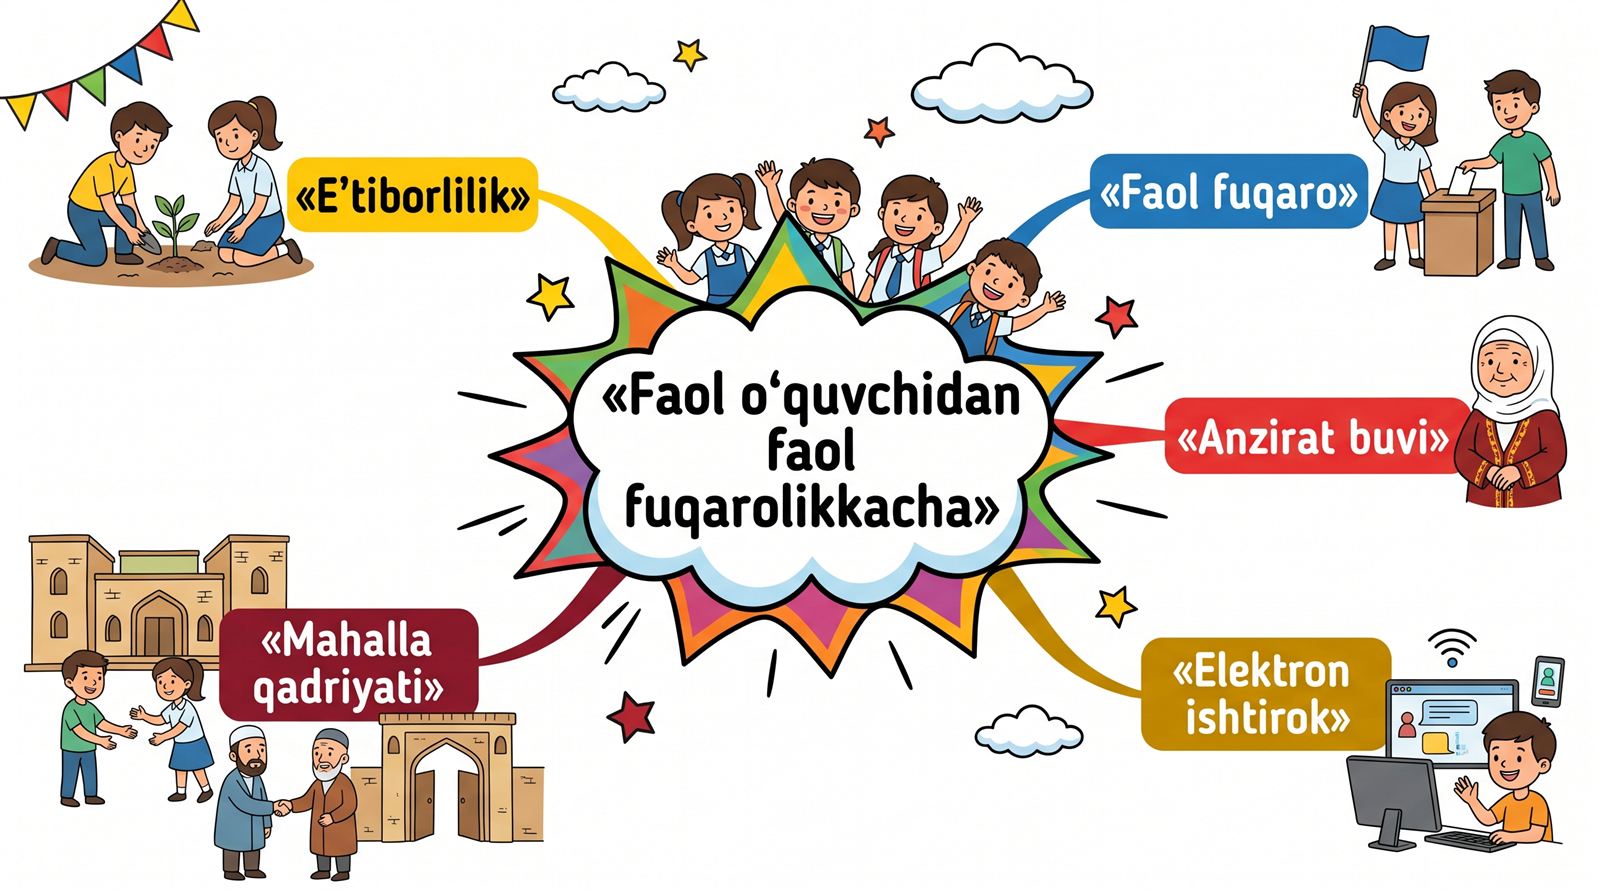 «E’tiborlilik»
«Faol fuqaro»
«Faol o‘quvchidan
faol
fuqarolikkacha»
«Anzirat buvi»
«Mahalla
qadriyati»
«Elektron
ishtirok»